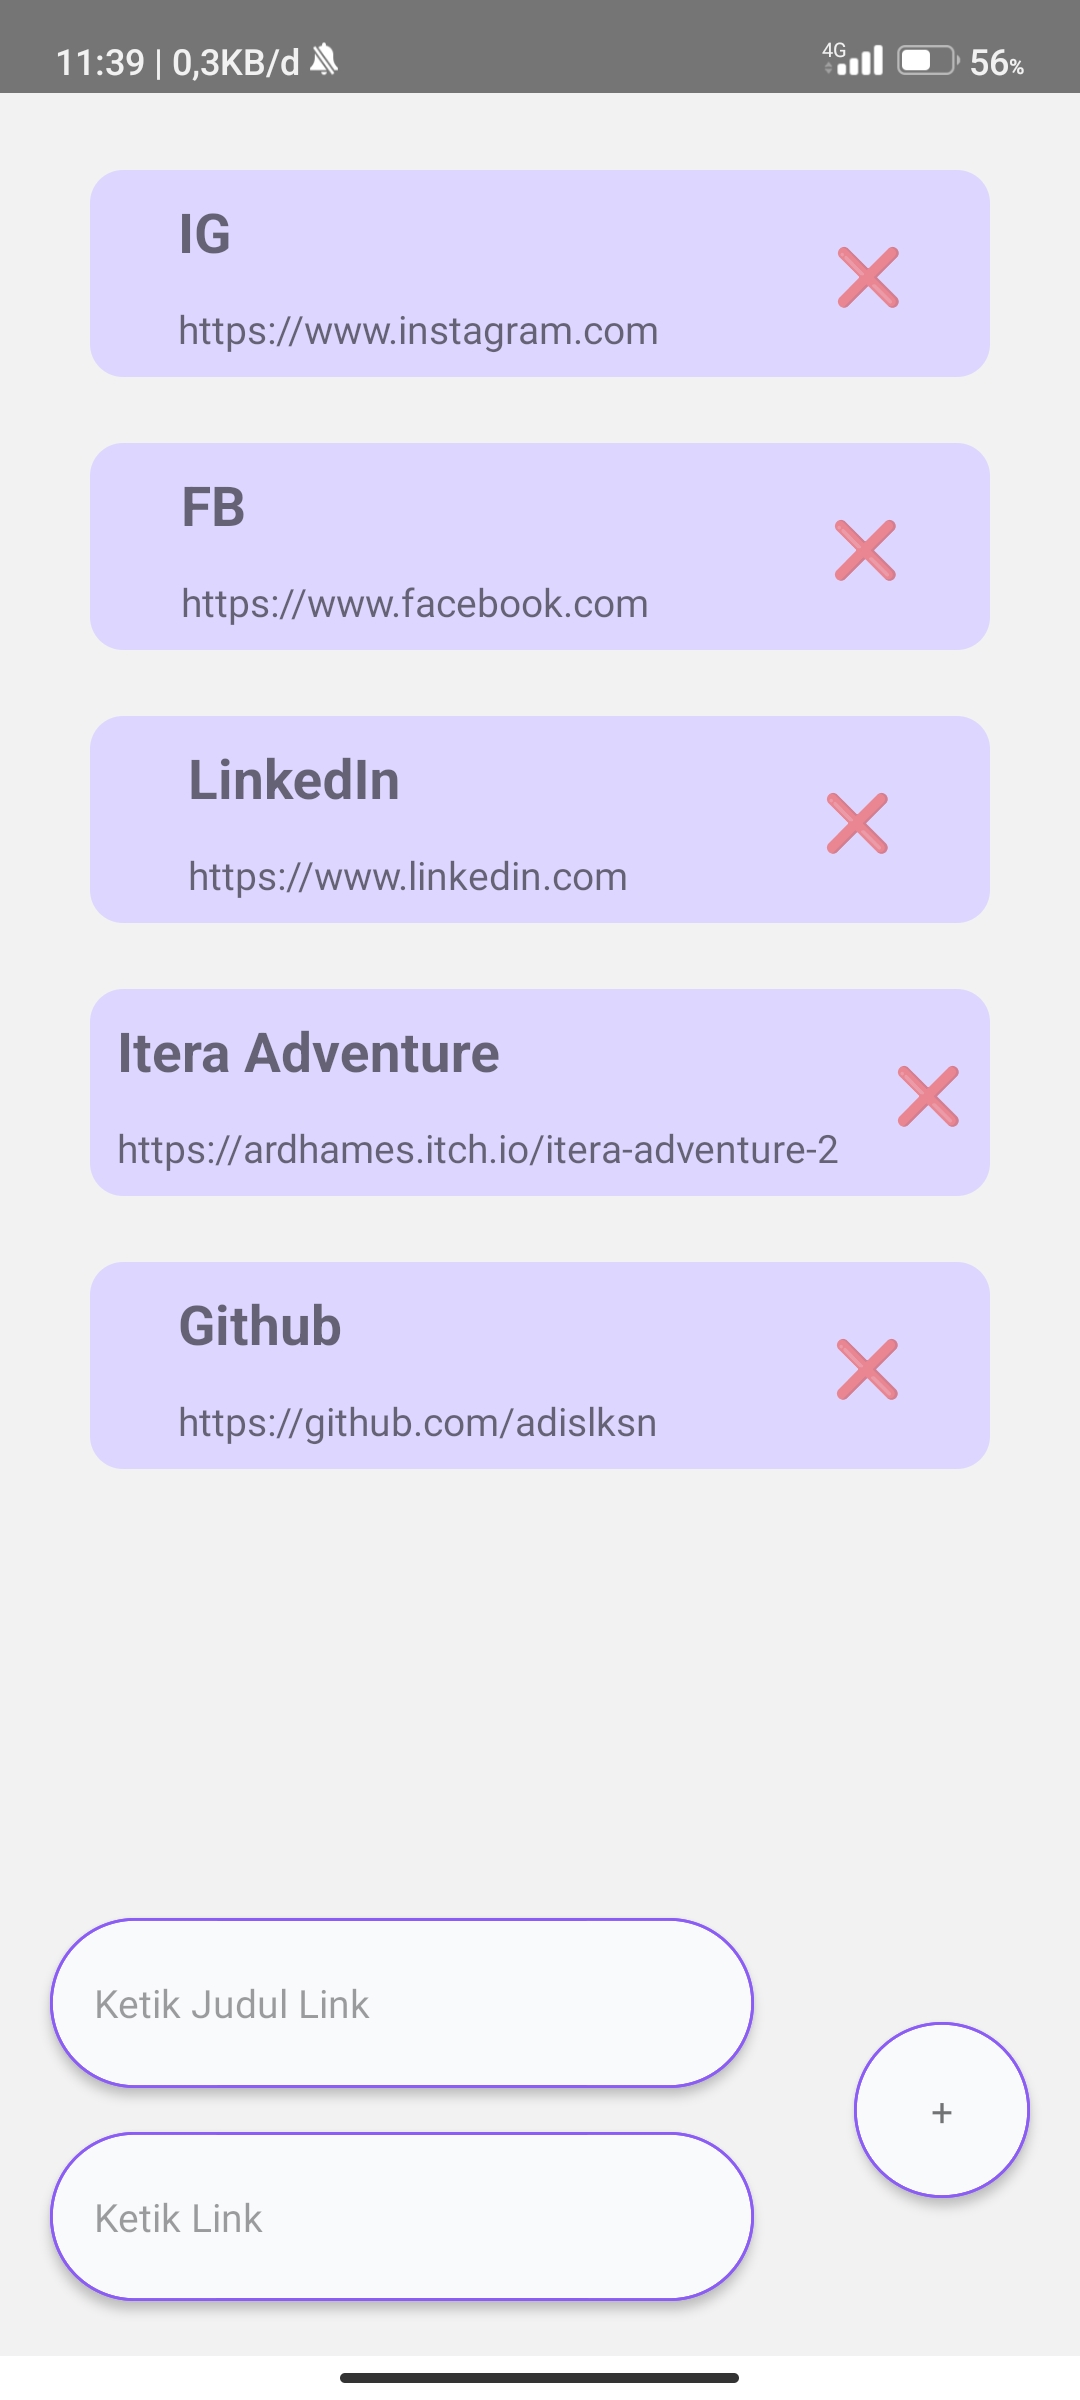 11:39 | 0,3KB/d
4G
56%
IG
https://www.instagram.com
FB
https://www.facebook.com
LinkedIn
https://www.linkedin.com
Itera Adventure
https://ardhames.itch.io/itera-adventure-2
Github
https://github.com/adislksn
Ketik Judul Link
+
Ketik Link